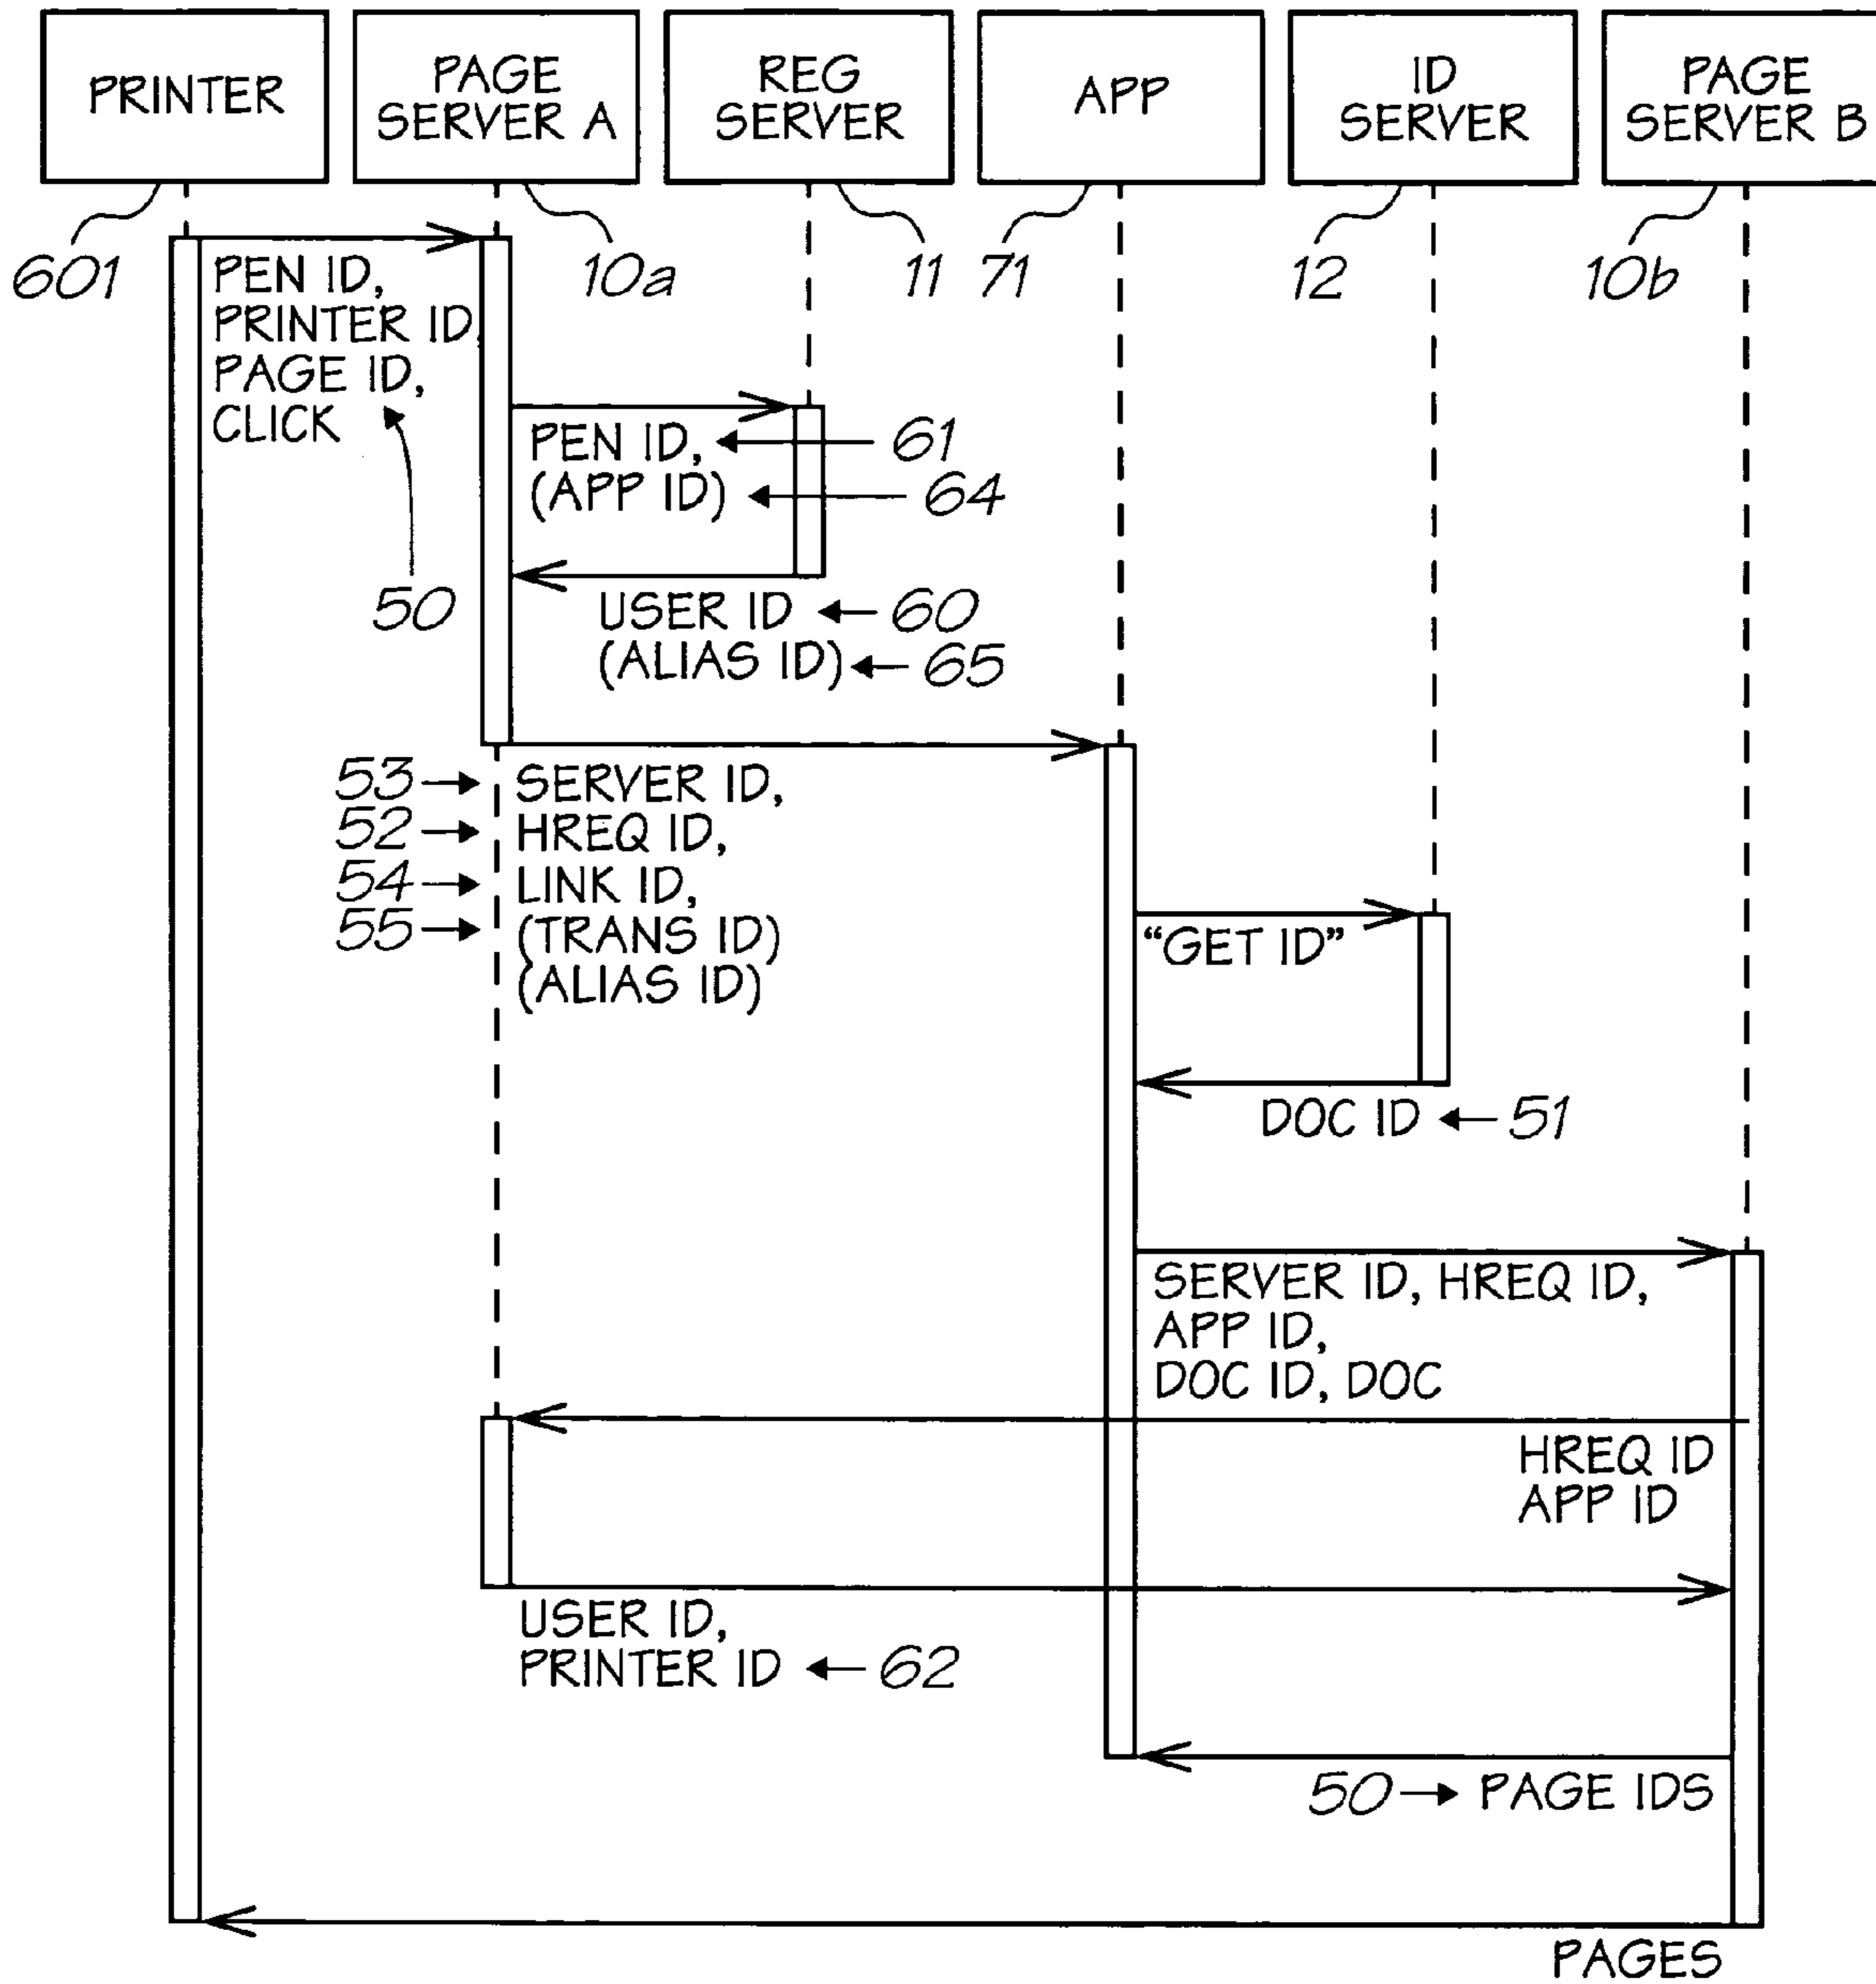 PRINTER
PAGE
SERVER A
REG
SERVER
APP
ID
SERVER
PAGE
SERVER B
601
10a
11
71
12
10b
PEN ID,
PRINTER ID,
PAGE ID,
CLICK
50
PEN ID,
61
(APP ID)
64
USER ID
60
(ALIAS ID)
65
53
SERVER ID,
52
HREQ ID,
54
LINK ID,
55
(TRANS ID)
(ALIAS ID)
“GET ID”
DOC ID
51
SERVER ID, HREQ ID,
APP ID,
DOC ID, DOC
HREQ ID
APP ID
USER ID,
PRINTER ID
62
50
PAGE IDS
PAGES